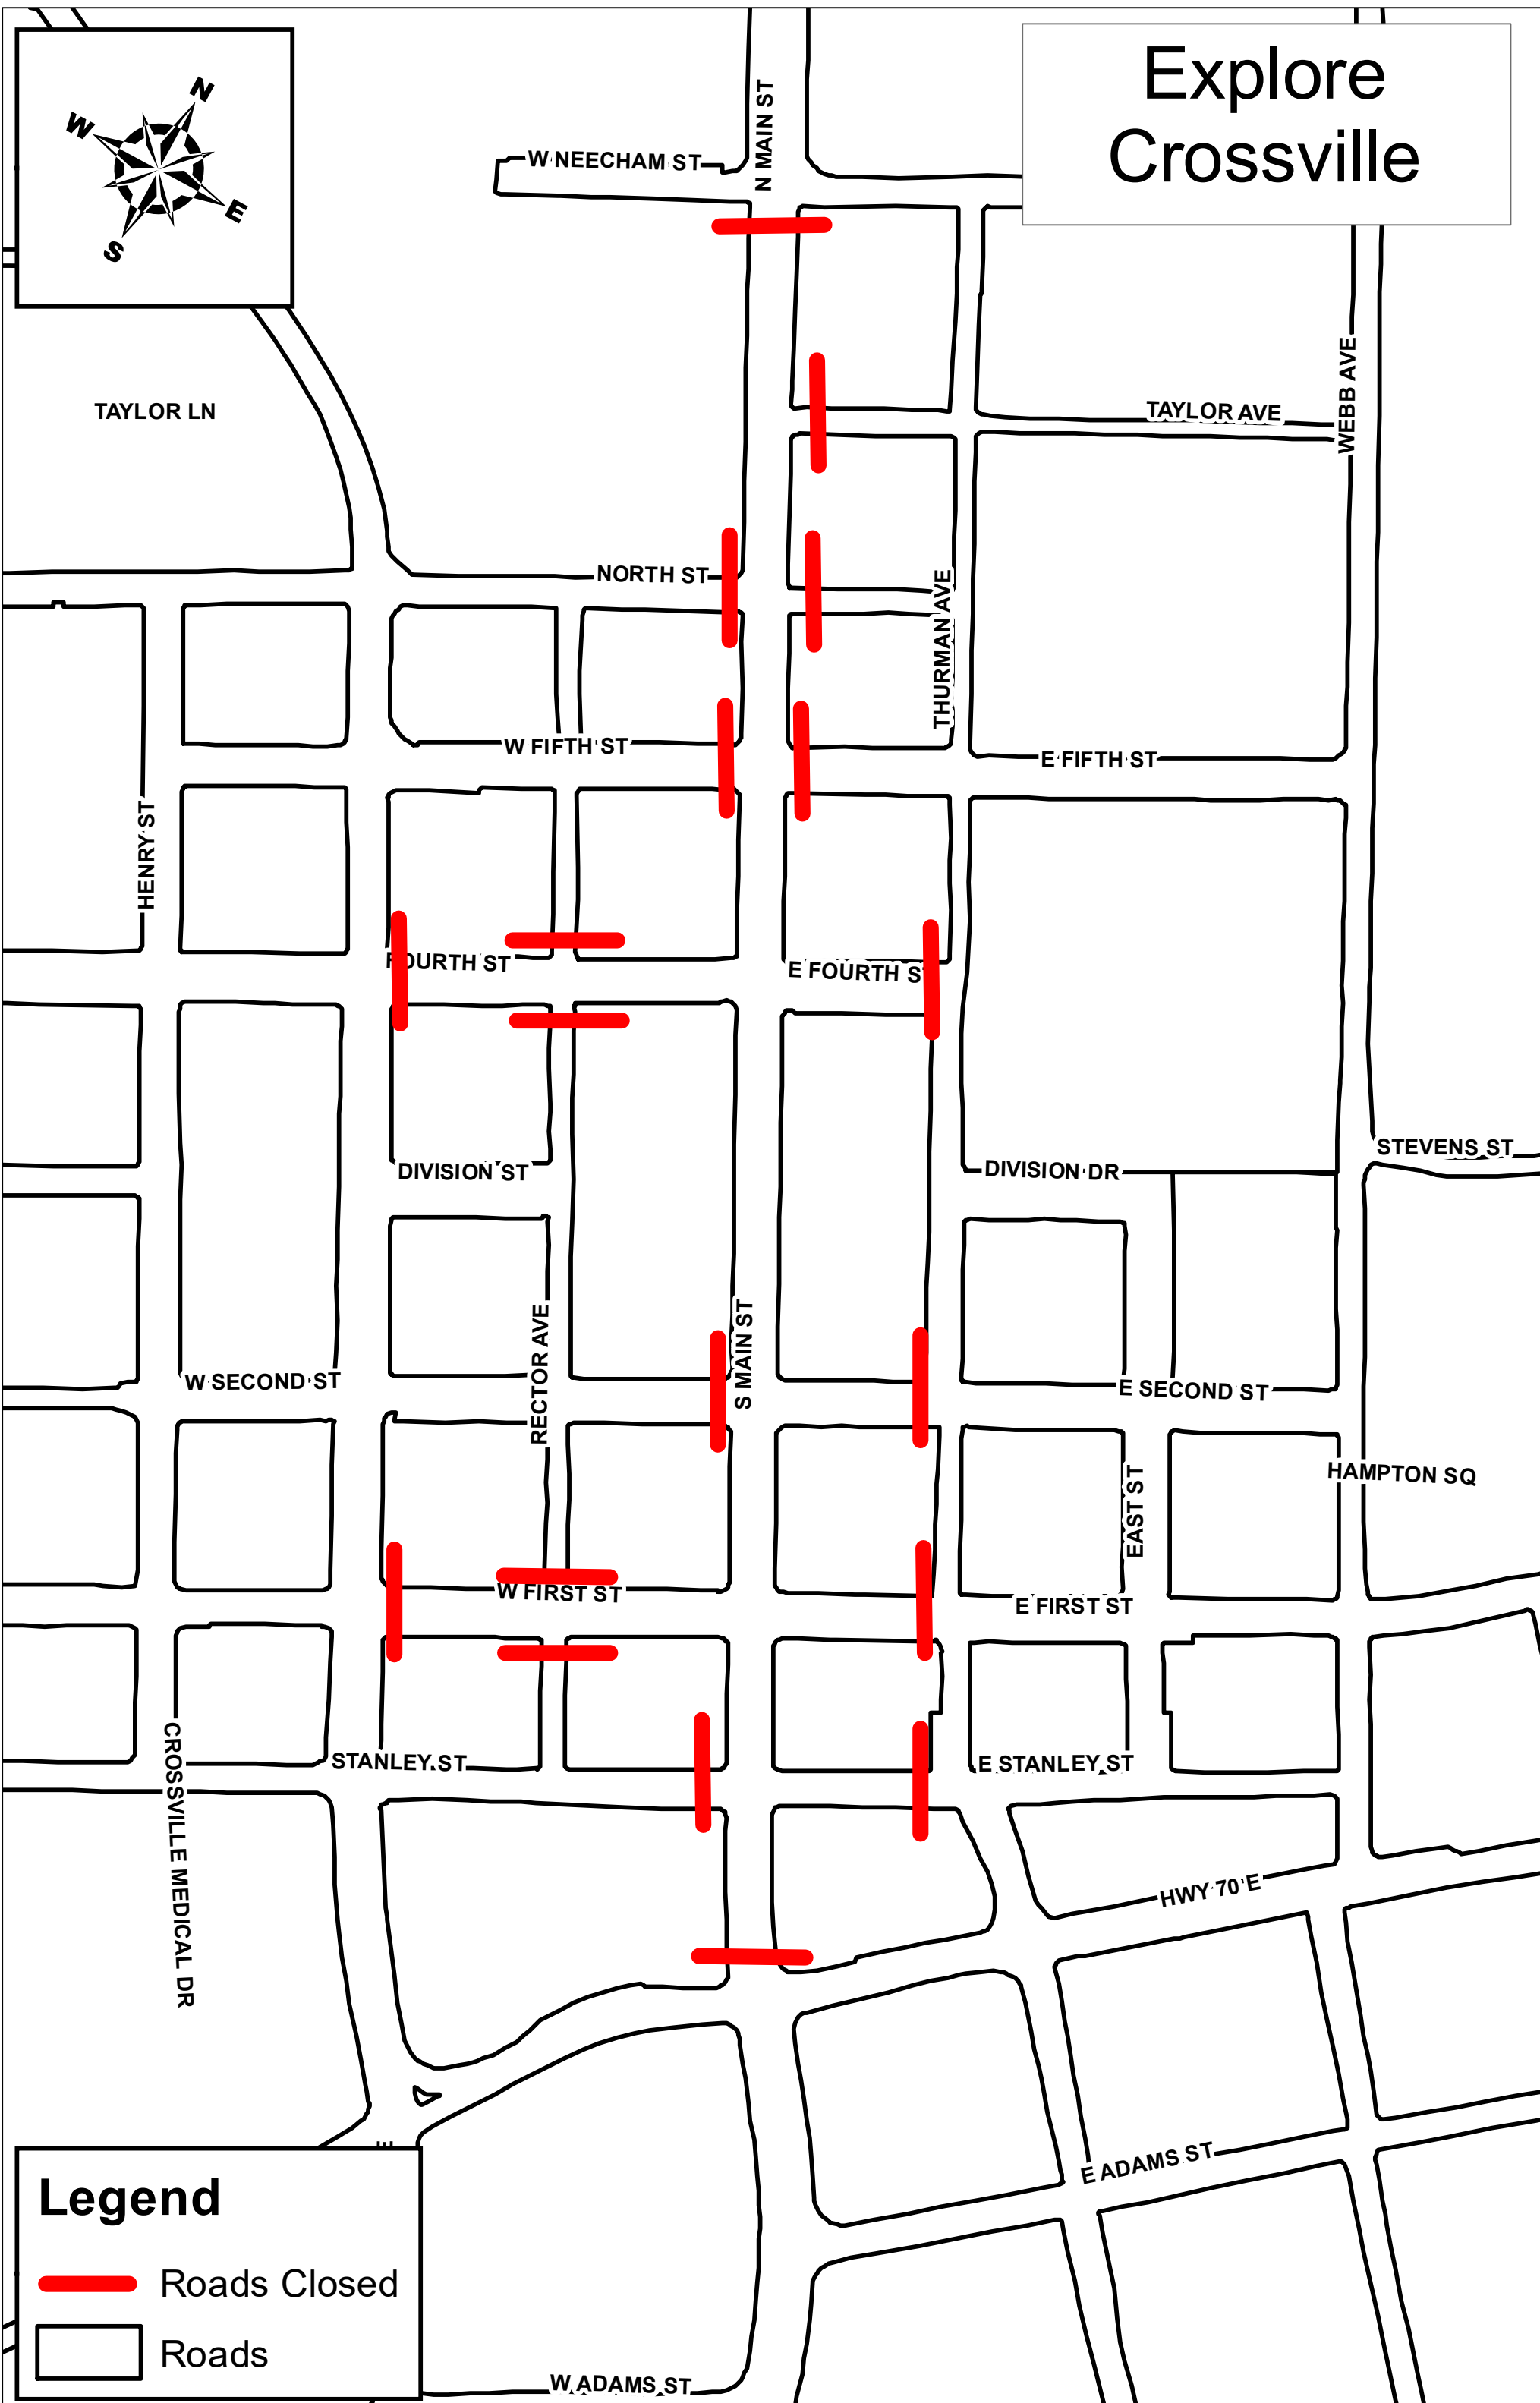 Explore
Crossville
N
W
E
S
N MAIN ST
W NEECHAM ST
WEBB AVE
TAYLOR LN
TAYLOR AVE
NORTH ST
THURMAN AVE
W FIFTH ST
E FIFTH ST
HENRY ST
FOURTH ST
E FOURTH ST
DIVISION ST
DIVISION DR
STEVENS ST
RECTOR AVE
S MAIN ST
W SECOND ST
E SECOND ST
HAMPTON SQ
EAST ST
W FIRST ST
E FIRST ST
CROSSVILLE MEDICAL DR
STANLEY ST
E STANLEY ST
HWY 70 E
E ADAMS ST
W ADAMS ST
Legend
Roads Closed
Roads